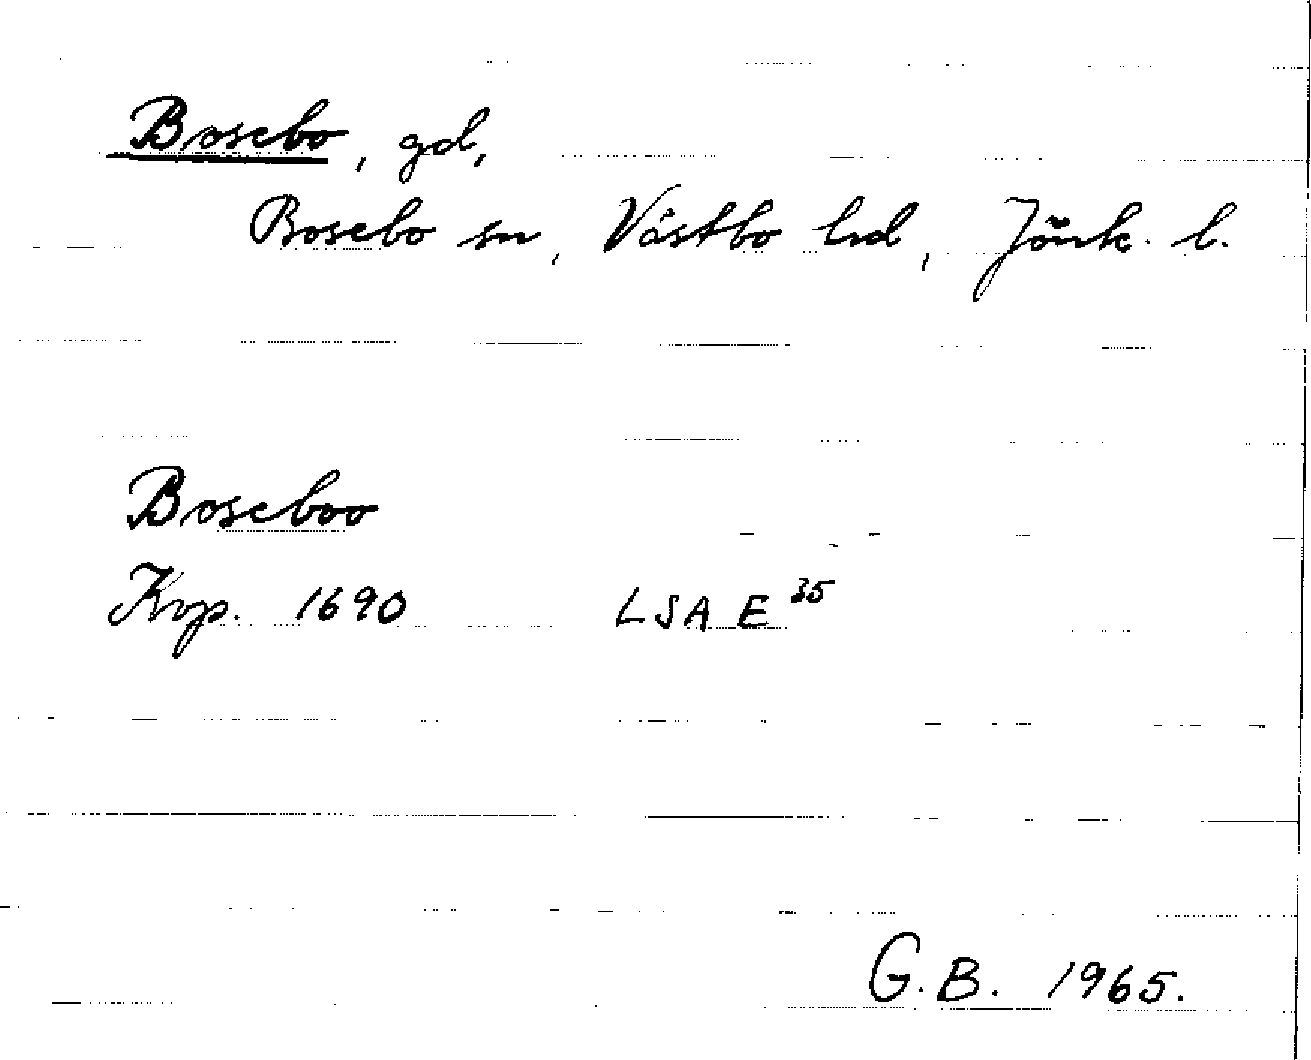 Bosebo, gd,
Bosebo sn, Västbo hd, Jönk. l.
Boseboo
Kop. 1690 LSA E 35
G.B. 1965.